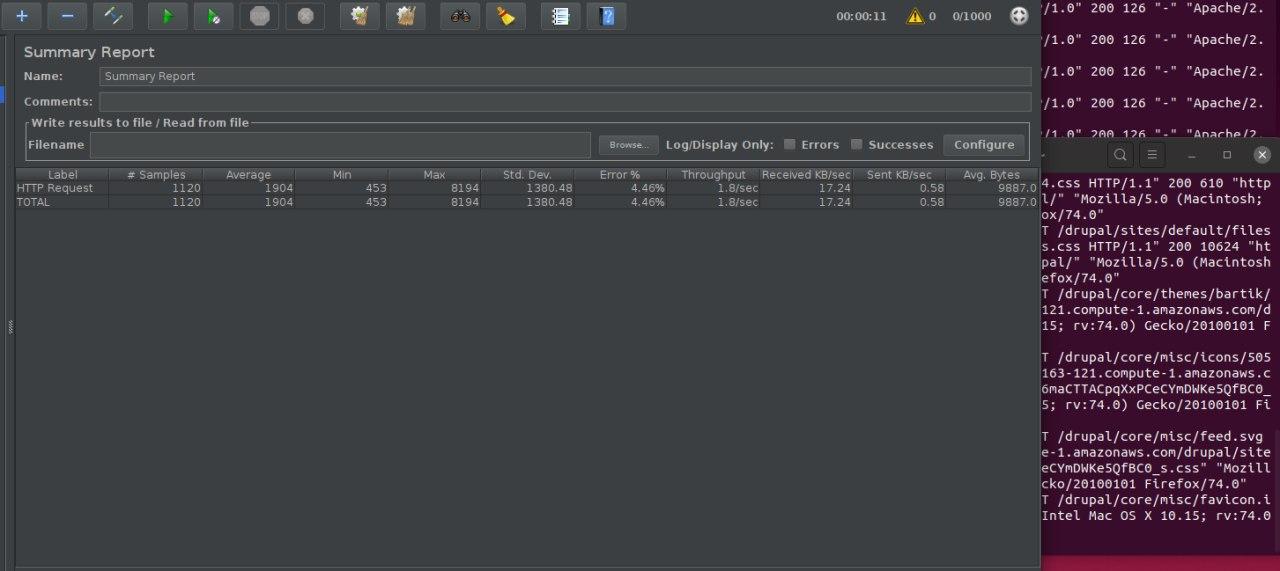 00:00:11 0 0/1000
Summary Report
Name: Summary Report
Comments:
Write results to file / Read from file
Filename Browse... Log/Display Only: Errors Successes Configure
Label # Samples Average Min Max Std. Dev. Error % Throughput Received KB/sec Sent KB/sec Avg. Bytes
HTTP Request 1120 1904 453 8194 1380.48 4.46% 1.8/sec 17.24 0.58 9887.0
TOTAL 1120 1904 453 8194 1380.48 4.46% 1.8/sec 17.24 0.58 9887.0
/1.0" 200 126 "-" "Apache/2.
/1.0" 200 126 "-" "Apache/2.
/1.0" 200 126 "-" "Apache/2.
/1.0" 200 126 "-" "Apache/2.
/1.0" 200 126 "-" "Apache/2.
4.css HTTP/1.1" 200 610 "http
l/" "Mozilla/5.0 (Macintosh;
ox/74.0"
T /drupal/sites/default/files
s.css HTTP/1.1" 200 10624 "ht
pal/" "Mozilla/5.0 (Macintosh
efox/74.0"
T /drupal/core/themes/bartik/
121.compute-1.amazonaws.com/d
15; rv:74.0) Gecko/20100101 F
T /drupal/core/misc/icons/505
163-121.compute-1.amazonaws.c
6maCTTACpqXxPCeCYmDWKe5QfBC0_
5; rv:74.0) Gecko/20100101 Fi
T /drupal/core/misc/feed.svg
e-1.amazonaws.com/drupal/site
eCYmDWKe5QfBC0_s.css" "Mozill
cko/20100101 Firefox/74.0"
T /drupal/core/misc/favicon.i
Intel Mac OS X 10.15; rv:74.0